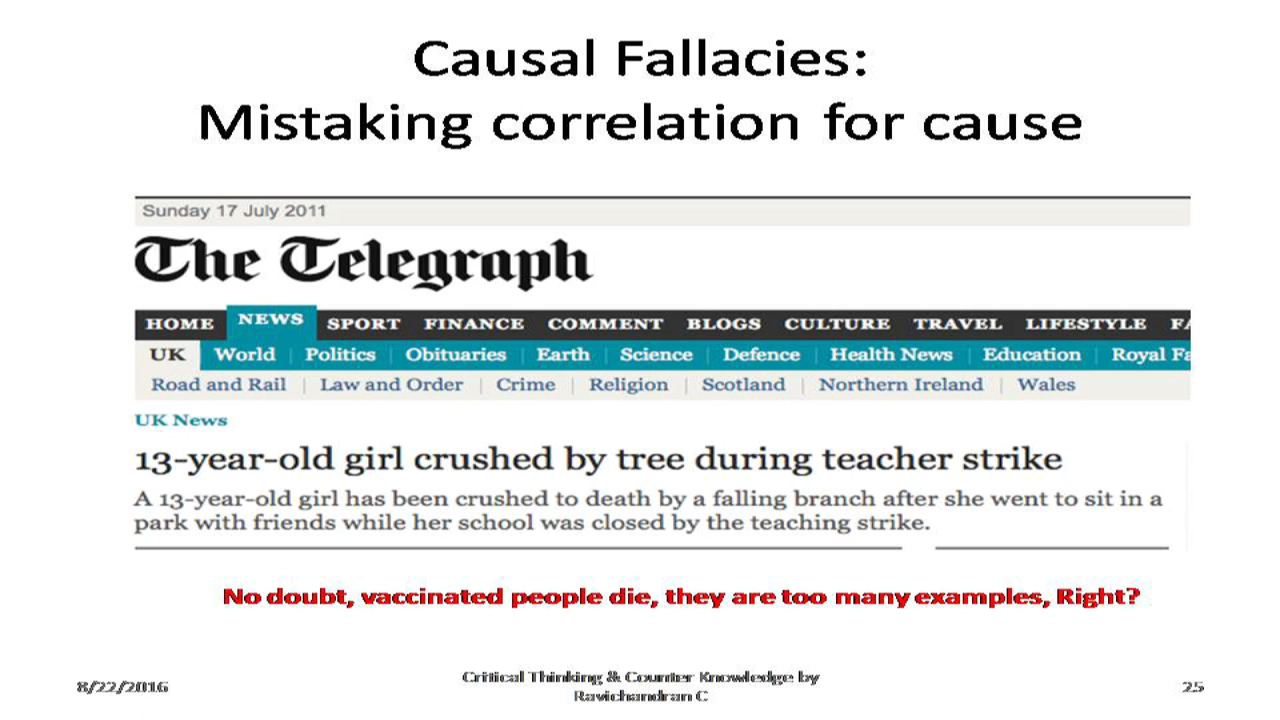 Causal Fallacies:
Mistaking correlation for cause
Sunday 17 July 2011
The Telegraph
HOME NEWS SPORT FINANCE COMMENT BLOGS CULTURE TRAVEL LIFESTYLE FA
UK World Politics Obituaries Earth Science Defence Health News Education Royal Fa
Road and Rail Law and Order Crime Religion Scotland Northern Ireland Wales
UK News
13-year-old girl crushed by tree during teacher strike
A 13-year-old girl has been crushed to death by a falling branch after she went to sit in a
park with friends while her school was closed by the teaching strike.
No doubt, vaccinated people die, they are too many examples, Right?
8/22/2016
Critical Thinking & Counter Knowledge by
Ravichandran C
25